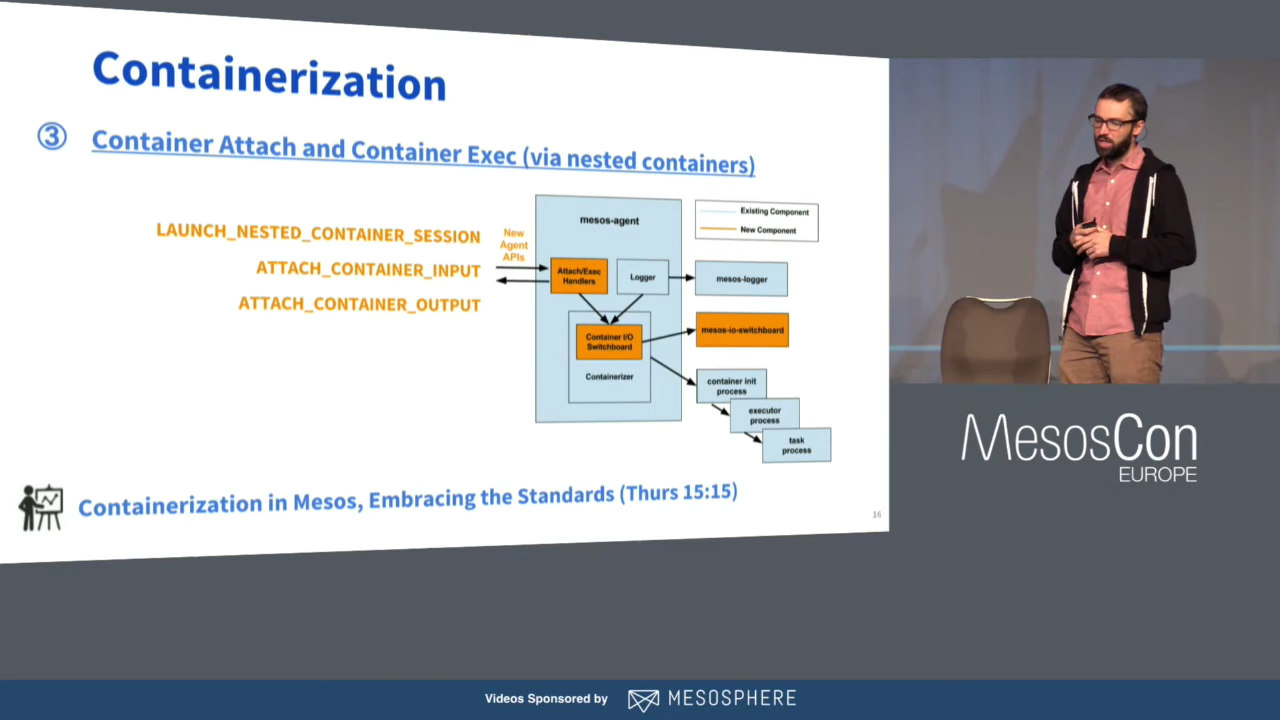 Containerization
③ Container Attach and Container Exec (via nested containers)
LAUNCH_NESTED_CONTAINER_SESSION
ATTACH_CONTAINER_INPUT
ATTACH_CONTAINER_OUTPUT
New
Agent
APIs
mesos-agent
Attach/Exec
Handlers
Logger
Container I/O
Switchboard
Containerizer
Existing Component
New Component
mesos-logger
mesos-io-switchboard
container init
process
executor
process
task
process
Containerization in Mesos, Embracing the Standards (Thurs 15:15)
16
MesosCon
EUROPE
Videos Sponsored by MESOSPHERE